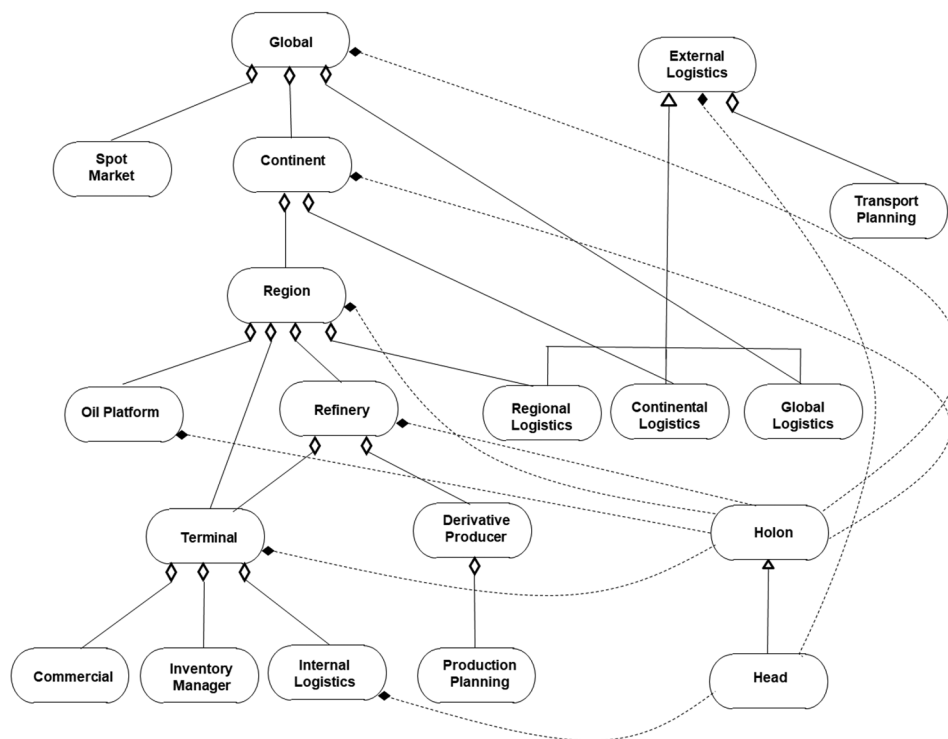 Global
External
Logistics
Spot
Market
Continent
Transport
Planning
Region
Oil Platform
Refinery
Regional
Logistics
Continental
Logistics
Global
Logistics
Terminal
Derivative
Producer
Holon
Commercial
Inventory
Manager
Internal
Logistics
Production
Planning
Head